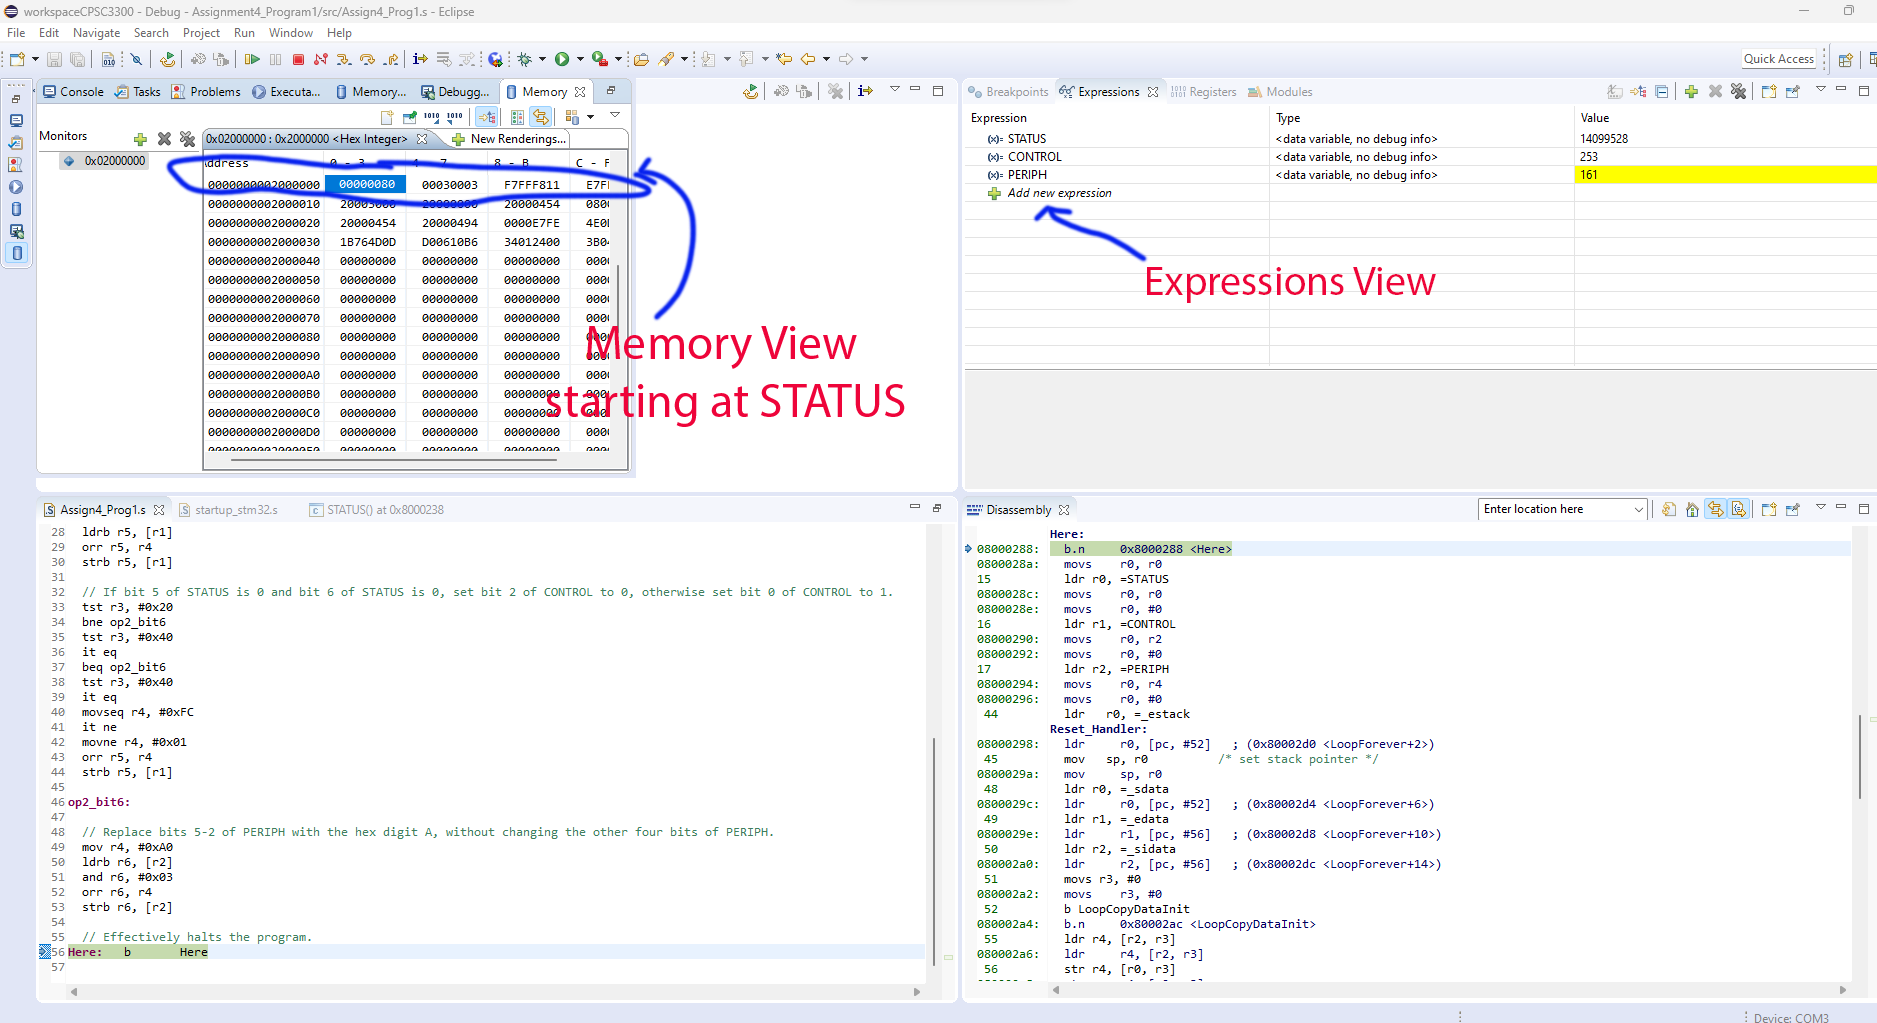 workspaceCPSC3300 - Debug - Assignment4_Program1/src/Assign4_Prog1.s - Eclipse
File Edit Navigate Search Project Run Window Help
Quick Access
Console Tasks Problems Executa... Memory... Debugg... Memory
Monitors
0x02000000
0x02000000 : 0x2000000 <Hex Integer> New Renderings...
Address 0 - 3 4 - 7 8 - B C - F
0000000002000000 00000080 00030003 F7FFF811
0000000002000010 20003000 20000000 20000454 080
0000000002000020 20000454 20000494 0000E7FE
0000000002000030 1B764D0D D00610B6 34012400
0000000002000040 00000000 00000000 00000000 000
0000000002000050 00000000 00000000 00000000 000
0000000002000060 00000000 00000000 00000000 000
0000000002000070 00000000 00000000 00000000 000
0000000002000080 00000000 00000000 00000000 000
0000000002000090 00000000 00000000 00000000 000
00000000020000A0 00000000 00000000 00000000 000
00000000020000B0 00000000 00000000 00000000
00000000020000C0 00000000 00000000 00000000 000
00000000020000D0 00000000 00000000 00000000 000
Memory View
starting at STATUS
Breakpoints Expressions Registers Modules
Expression Type Value
(x)= STATUS <data variable, no debug info> 14099528
(x)= CONTROL <data variable, no debug info> 253
(x)= PERIPH <data variable, no debug info> 161
Add new expression
Expressions View
Assign4_Prog1.s startup_stm32.s STATUS() at 0x8000238
28 ldrb r5, [r1]
29 orr r5, r4
30 strb r5, [r1]
31
32 // If bit 5 of STATUS is 0 and bit 6 of STATUS is 0, set bit 2 of CONTROL to 0, otherwise set bit 0 of CONTROL to 1.
33 tst r3, #0x20
34 bne op2_bit6
35 tst r3, #0x40
36 it eq
37 beq op2_bit6
38 tst r3, #0x40
39 it eq
40 movseq r4, #0xFC
41 it ne
42 movne r4, #0x01
43 orr r5, r4
44 strb r5, [r1]
45
46 op2_bit6:
47
48 // Replace bits 5-2 of PERIPH with the hex digit A, without changing the other four bits of PERIPH.
49 mov r4, #0xA0
50 ldrb r6, [r2]
51 and r6, #0x03
52 orr r6, r4
53 strb r6, [r2]
54
55 // Effectively halts the program.
56 Here: b Here
57
Disassembly
Enter location here
Here:
08000288: b.n 0x8000288 <Here>
0800028a: movs r0, r0
15 ldr r0, =STATUS
0800028c: movs r0, r0
0800028e: movs r0, #0
16 ldr r1, =CONTROL
08000290: movs r0, r2
08000292: movs r0, #0
17 ldr r2, =PERIPH
08000294: movs r0, r4
08000296: movs r0, #0
44 ldr r0, =_estack
Reset_Handler:
08000298: ldr r0, [pc, #52] ; (0x80002d0 <LoopForever+2>)
45 mov sp, r0 /* set stack pointer */
0800029a: mov sp, r0
48 ldr r0, =_sdata
0800029c: ldr r0, [pc, #52] ; (0x80002d4 <LoopForever+6>)
49 ldr r1, =_edata
0800029e: ldr r1, [pc, #56] ; (0x80002d8 <LoopForever+10>)
50 ldr r2, =_sidata
080002a0: ldr r2, [pc, #56] ; (0x80002dc <LoopForever+14>)
51 movs r3, #0
080002a2: movs r3, #0
52 b LoopCopyDataInit
080002a4: b.n 0x80002ac <LoopCopyDataInit>
55 ldr r4, [r2, r3]
080002a6: ldr r4, [r2, r3]
56 str r4, [r0, r3]
Device: COM3